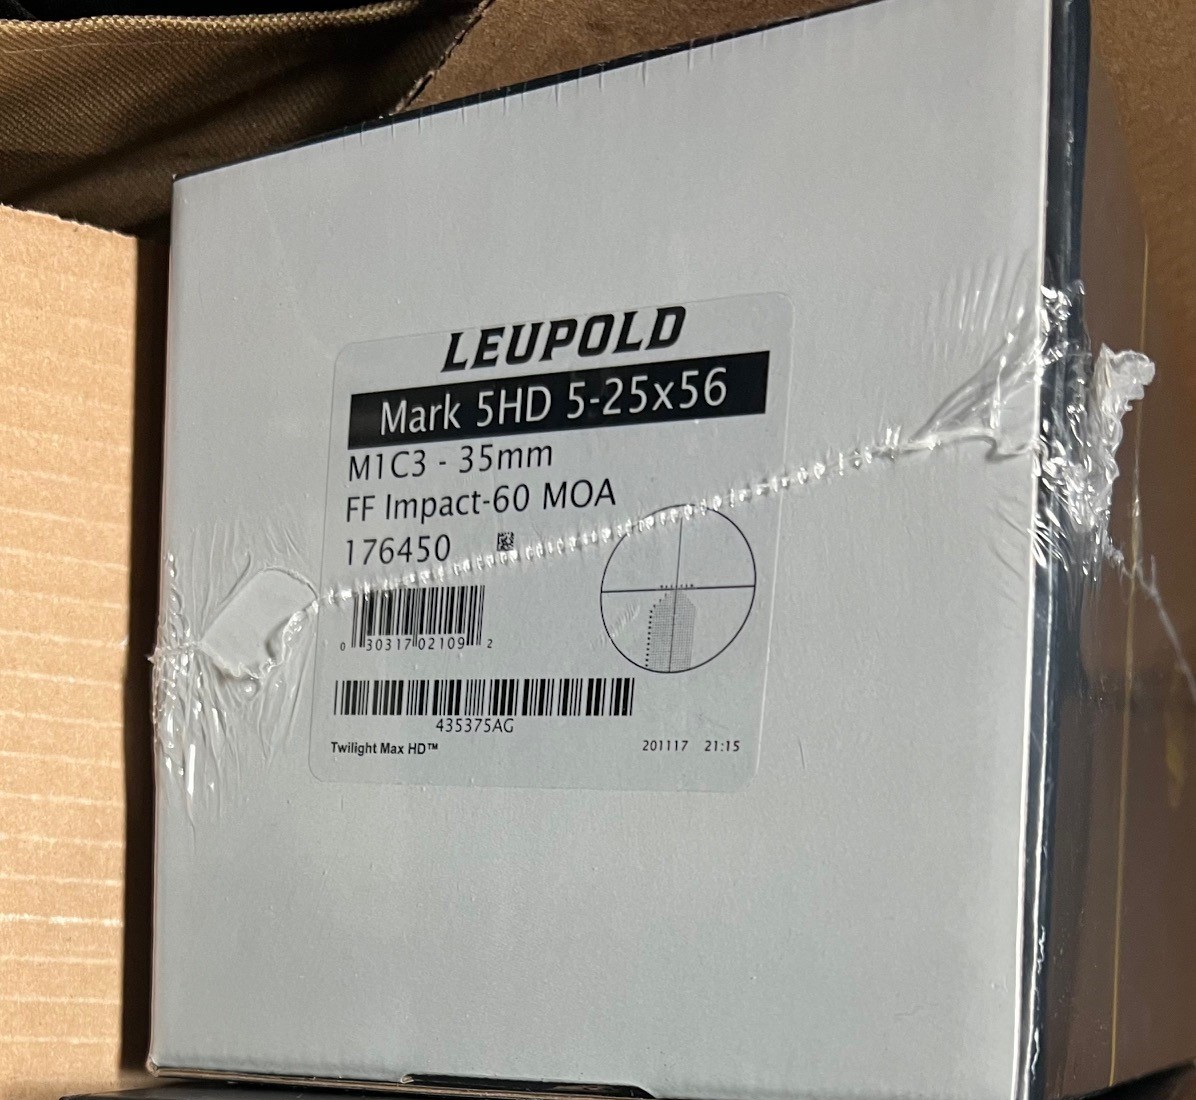 LEUPOLD
Mark 5HD 5-25x56
M1C3 - 35mm
FF Impact-60 MOA
176450
0 30317 02109 2
435375AG
Twilight Max HD™
201117 21:15